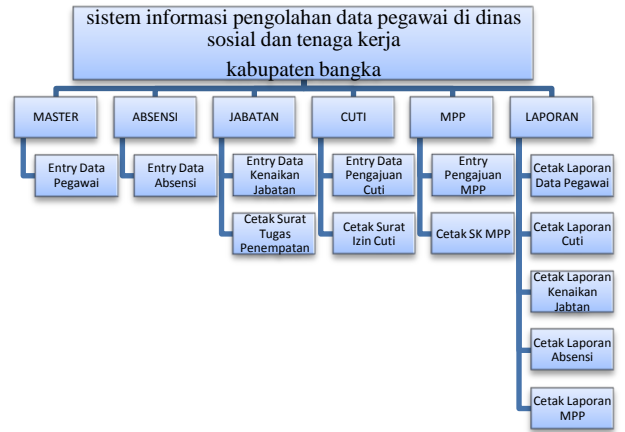 sistem informasi pengolahan data pegawai di dinas
sosial dan tenaga kerja
kabupaten bangka
MASTER
ABSENSI
JABATAN
CUTI
MPP
LAPORAN
Entry Data
Pegawai
Entry Data
Absensi
Entry Data
Kenaikan
Jabatan
Cetak Surat
Tugas
Penempatan
Entry Data
Pengajuan
Cuti
Cetak Surat
Izin Cuti
Entry
Pengajuan
MPP
Cetak SK MPP
Cetak Laporan
Data Pegawai
Cetak Laporan
Cuti
Cetak Laporan
Kenaikan
Jabtan
Cetak Laporan
Absensi
Cetak Laporan
MPP